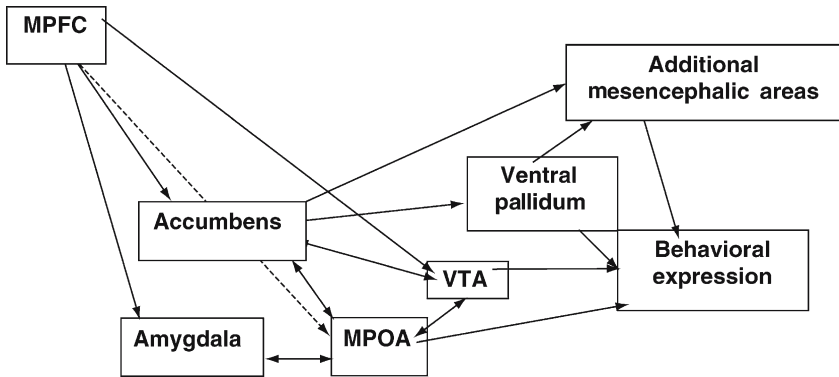 MPFC
Additional
mesencephalic areas
Ventral
pallidum
Accumbens
Behavioral
expression
VTA
Amygdala
MPOA